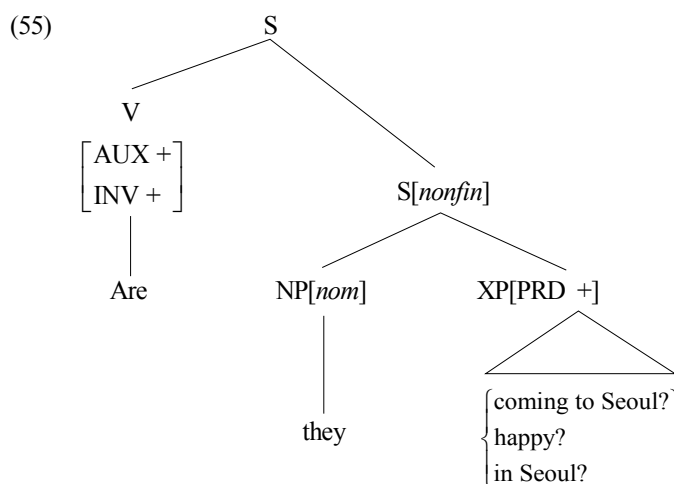 (55)
S
V
[AUX +
INV +]
S[nonfin]
Are
NP[nom]
XP[PRD +]
they
{coming to Seoul?
happy?
in Seoul?